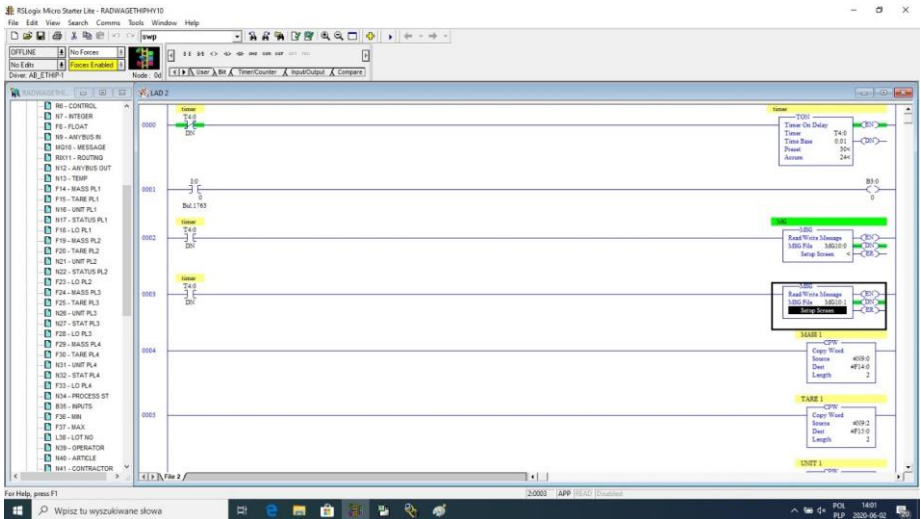 RSLogix Micro Starter Lite - RADWAGETHIPHY10
File Edit View Search Comms Tools Window Help
swp
OFFLINE No Forces
No Edits Forces Enabled
Driver: AB_ETHIP-1 Node: 0d
User Bit Timer/Counter Input/Output Compare
LAD 2
R6 - CONTROL
N7 - INTEGER
F8 - FLOAT
N9 - ANYBUS IN
MG10 - MESSAGE
RIX11 - ROUTING
N12 - ANYBUS OUT
N13 - TEMP
F14 - MASS PL1
F15 - TARE PL1
N16 - UNIT PL1
N17 - STATUS PL1
F18 - LO PL1
F19 - MASS PL2
F20 - TARE PL2
N21 - UNIT PL2
N22 - STATUS PL2
F23 - LO PL2
F24 - MASS PL3
F25 - TARE PL3
N26 - UNIT PL3
N27 - STAT PL3
F28 - LO PL3
F29 - MASS PL4
F30 - TARE PL4
N31 - UNIT PL4
N32 - STAT PL4
F33 - LO PL4
N34 - PROCESS ST
B35 - INPUTS
F36 - MIN
F37 - MAX
L38 - LOT NO
N39 - OPERATOR
N40 - ARTICLE
N41 - CONTRACTOR
timer
T4:0
0000
DN
timer
TON
Timer On Delay EN
Timer T4:0
Time Base 0.01 DN
Preset 30<
Accum 24<
I:0
0001
0
Bul.1763
B3:0
0
timer
T4:0
0002
DN
MG
MSG
Read/Write Message EN
MSG File MG10:0 DN
Setup Screen < ER
timer
T4:0
0003
DN
MSG
Read/Write Message EN
MSG File MG10:1 DN
Setup Screen ER
0004
MASS 1
CPW
Copy Word
Source #N9:0
Dest #F14:0
Length 2
0005
TARE 1
CPW
Copy Word
Source #N9:2
Dest #F15:0
Length 2
UNIT 1
CPW
File 2
For Help, press F1
2:0003 APP READ Disabled
Wpisz tu wyszukiwane słowa
POL 14:01
PLP 2020-06-02